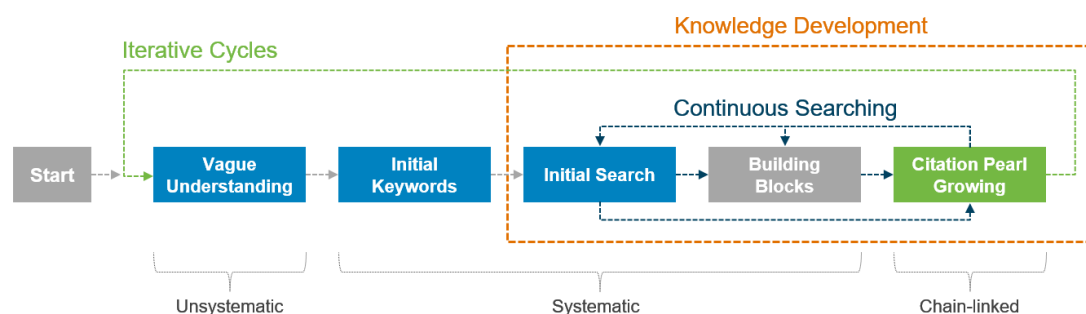 Knowledge Development
Iterative Cycles
Continuous Searching
Start
Vague
Understanding
Initial
Keywords
Initial Search
Building
Blocks
Citation Pearl
Growing
Unsystematic
Systematic
Chain-linked